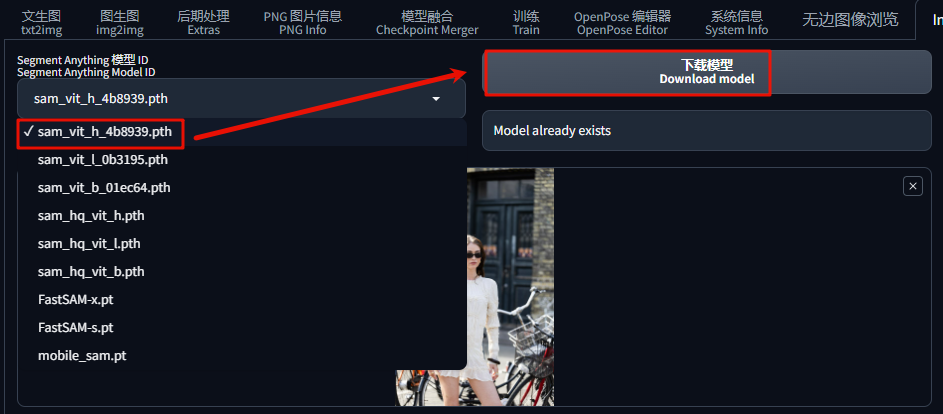 文生图 图生图 后期处理 PNG 图片信息 模型融合 训练 OpenPose 编辑器 系统信息 无边图像浏览
txt2img img2img Extras PNG Info Checkpoint Merger Train OpenPose Editor System Info
Segment Anything 模型 ID
Segment Anything Model ID
下载模型
Download model
sam_vit_h_4b8939.pth
✓ sam_vit_h_4b8939.pth
Model already exists
sam_vit_l_0b3195.pth
sam_vit_b_01ec64.pth
sam_hq_vit_h.pth
sam_hq_vit_l.pth
sam_hq_vit_b.pth
FastSAM-x.pt
FastSAM-s.pt
mobile_sam.pt